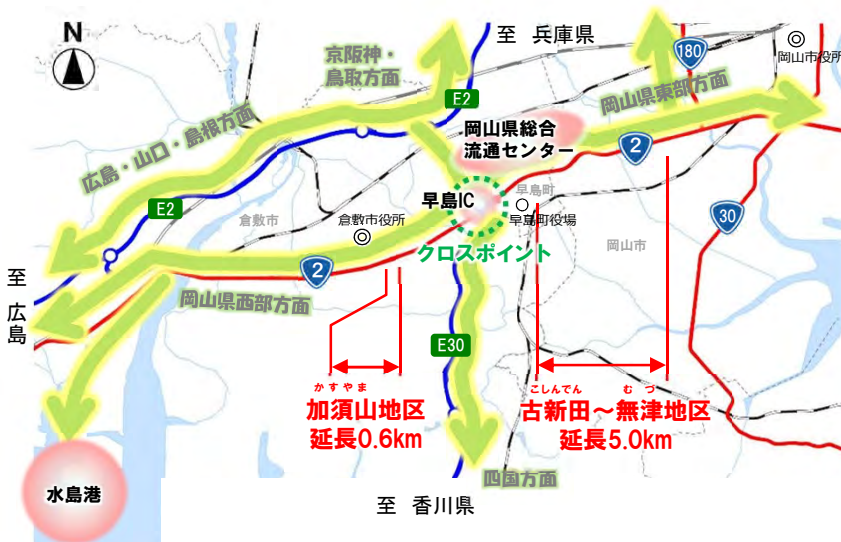 N
至 兵庫県
180
岡山市役所
京阪神・
鳥取方面
E2
岡山県東部方面
岡山県総合
流通センター
2
広島・山口・島根方面
E2
早島IC
早島町
早島町役場
倉敷市
倉敷市役所
クロスポイント
岡山市
30
至 広島
2
岡山県西部方面
E30
かすやま
加須山地区
延長0.6km
こしんでん むづ
古新田～無津地区
延長5.0km
水島港
四国方面
至 香川県